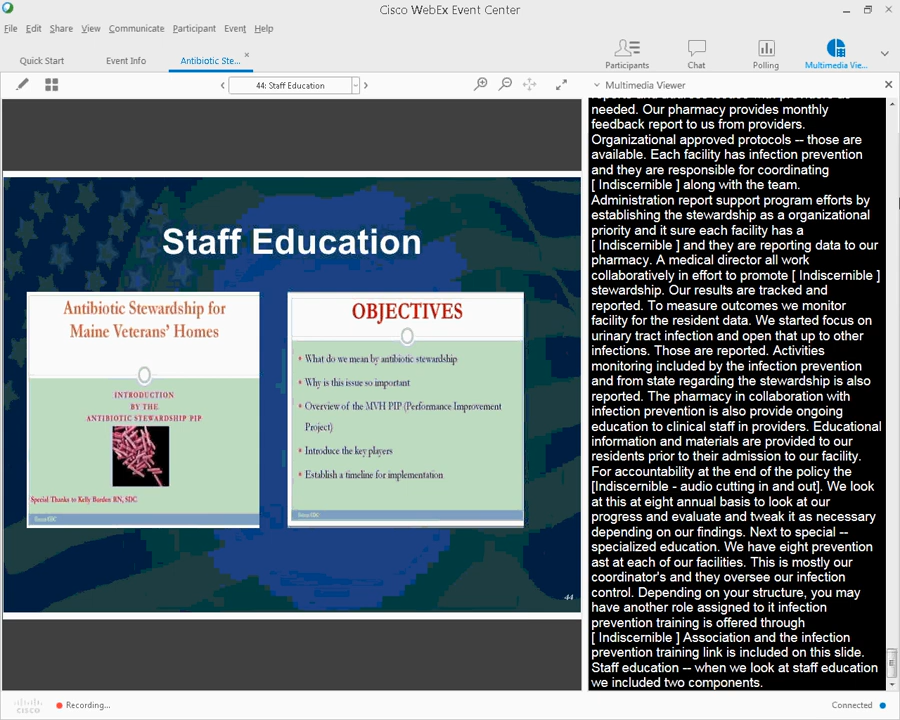 Cisco WebEx Event Center
File Edit Share View Communicate Participant Event Help
Quick Start
Event Info
Antibiotic Ste...
Participants
Chat
Polling
Multimedia Vie...
44: Staff Education
Multimedia Viewer
Staff Education
Antibiotic Stewardship for
Maine Veterans' Homes
INTRODUCTION
BY THE
ANTIBIOTIC STEWARDSHIP PIP
Special Thanks to Kelly Burden RN, SDC
OBJECTIVES
• What do we mean by antibiotic stewardship
• Why is this issue so important
• Overview of the MVH PIP (Performance Improvement
Project)
• Introduce the key players
• Establish a timeline for implementation
44
needed. Our pharmacy provides monthly
feedback report to us from providers.
Organizational approved protocols -- those are
available. Each facility has infection prevention
and they are responsible for coordinating
[ Indiscernible ] along with the team.
Administration report support program efforts by
establishing the stewardship as a organizational
priority and it sure each facility has a
[ Indiscernible ] and they are reporting data to our
pharmacy. A medical director all work
collaboratively in effort to promote [ Indiscernible ]
stewardship. Our results are tracked and
reported. To measure outcomes we monitor
facility for the resident data. We started focus on
urinary tract infection and open that up to other
infections. Those are reported. Activities
monitoring included by the infection prevention
and from state regarding the stewardship is also
reported. The pharmacy in collaboration with
infection prevention is also provide ongoing
education to clinical staff in providers. Educational
information and materials are provided to our
residents prior to their admission to our facility.
For accountability at the end of the policy the
[Indiscernible - audio cutting in and out]. We look
at this at eight annual basis to look at our
progress and evaluate and tweak it as necessary
depending on our findings. Next to special --
specialized education. We have eight prevention
ast at each of our facilities. This is mostly our
coordinator's and they oversee our infection
control. Depending on your structure, you may
have another role assigned to it infection
prevention training is offered through
[ Indiscernible ] Association and the infection
prevention training link is included on this slide.
Staff education -- when we look at staff education
we included two components.
cisco
Recording...
Connected